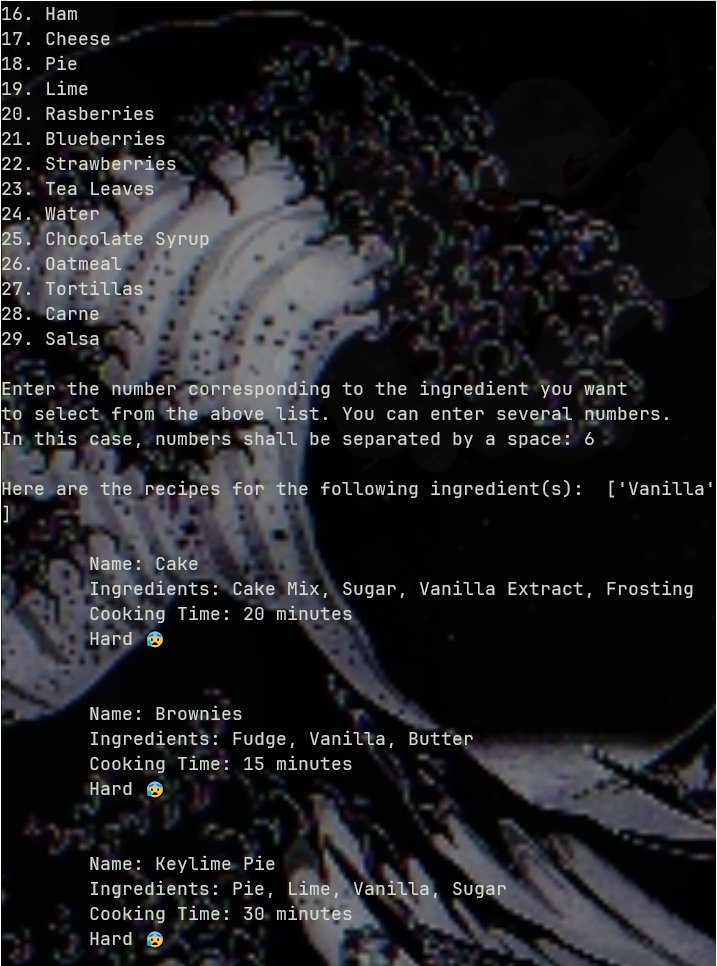 16. Ham
17. Cheese
18. Pie
19. Lime
20. Rasberries
21. Blueberries
22. Strawberries
23. Tea Leaves
24. Water
25. Chocolate Syrup
26. Oatmeal
27. Tortillas
28. Carne
29. Salsa
Enter the number corresponding to the ingredient you want
to select from the above list. You can enter several numbers.
In this case, numbers shall be separated by a space: 6
Here are the recipes for the following ingredient(s):  ['Vanilla'
]
Name: Cake
Ingredients: Cake Mix, Sugar, Vanilla Extract, Frosting
Cooking Time: 20 minutes
Hard 😰
Name: Brownies
Ingredients: Fudge, Vanilla, Butter
Cooking Time: 15 minutes
Hard 😰
Name: Keylime Pie
Ingredients: Pie, Lime, Vanilla, Sugar
Cooking Time: 30 minutes
Hard 😰